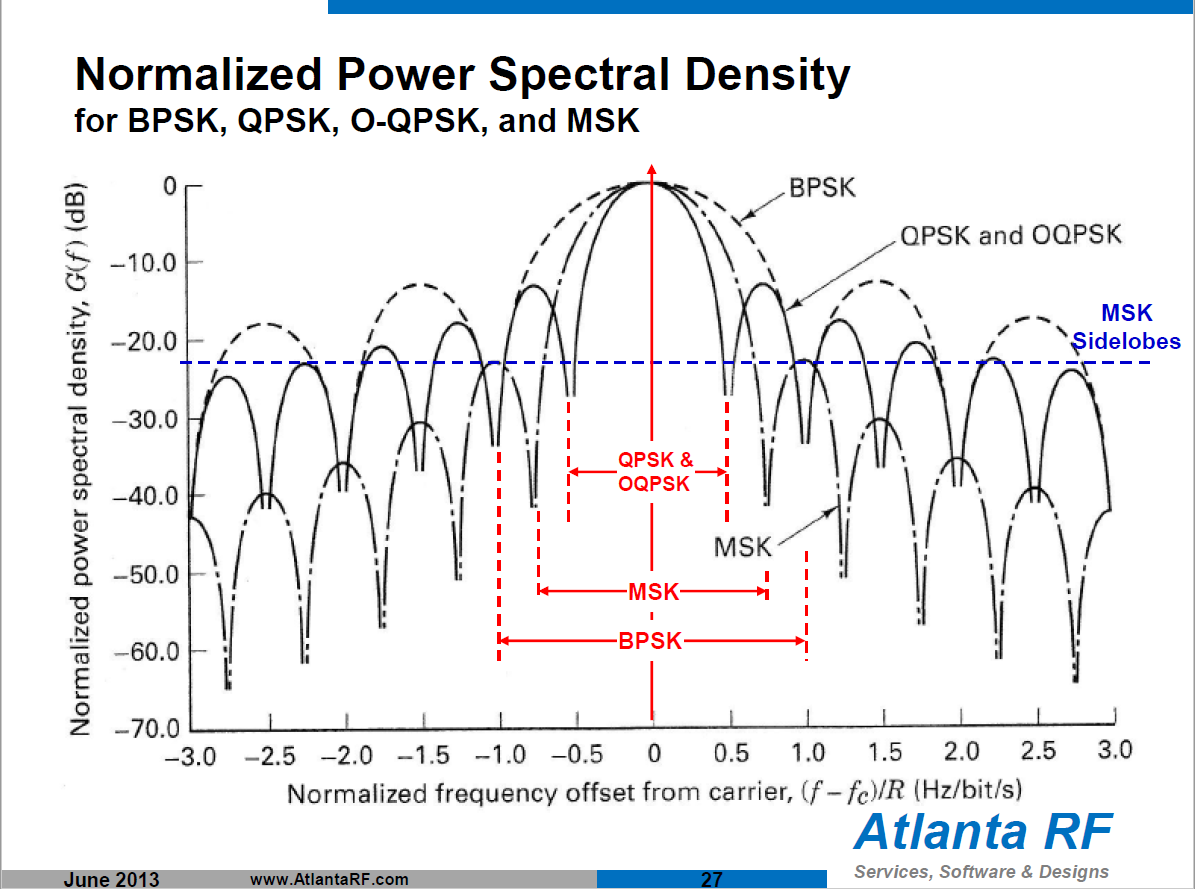 Normalized Power Spectral Density
for BPSK, QPSK, O-QPSK, and MSK
Normalized power spectral density, G(f) (dB)
0
–10.0
–20.0
–30.0
–40.0
–50.0
–60.0
–70.0
BPSK
QPSK and OQPSK
MSK
Sidelobes
QPSK &
OQPSK
MSK
MSK
BPSK
–3.0 –2.5 –2.0 –1.5 –1.0 –0.5 0 0.5 1.0 1.5 2.0 2.5 3.0
Normalized frequency offset from carrier, (f – fc)/R (Hz/bit/s)
Atlanta RF
Services, Software & Designs
June 2013 www.AtlantaRF.com 27